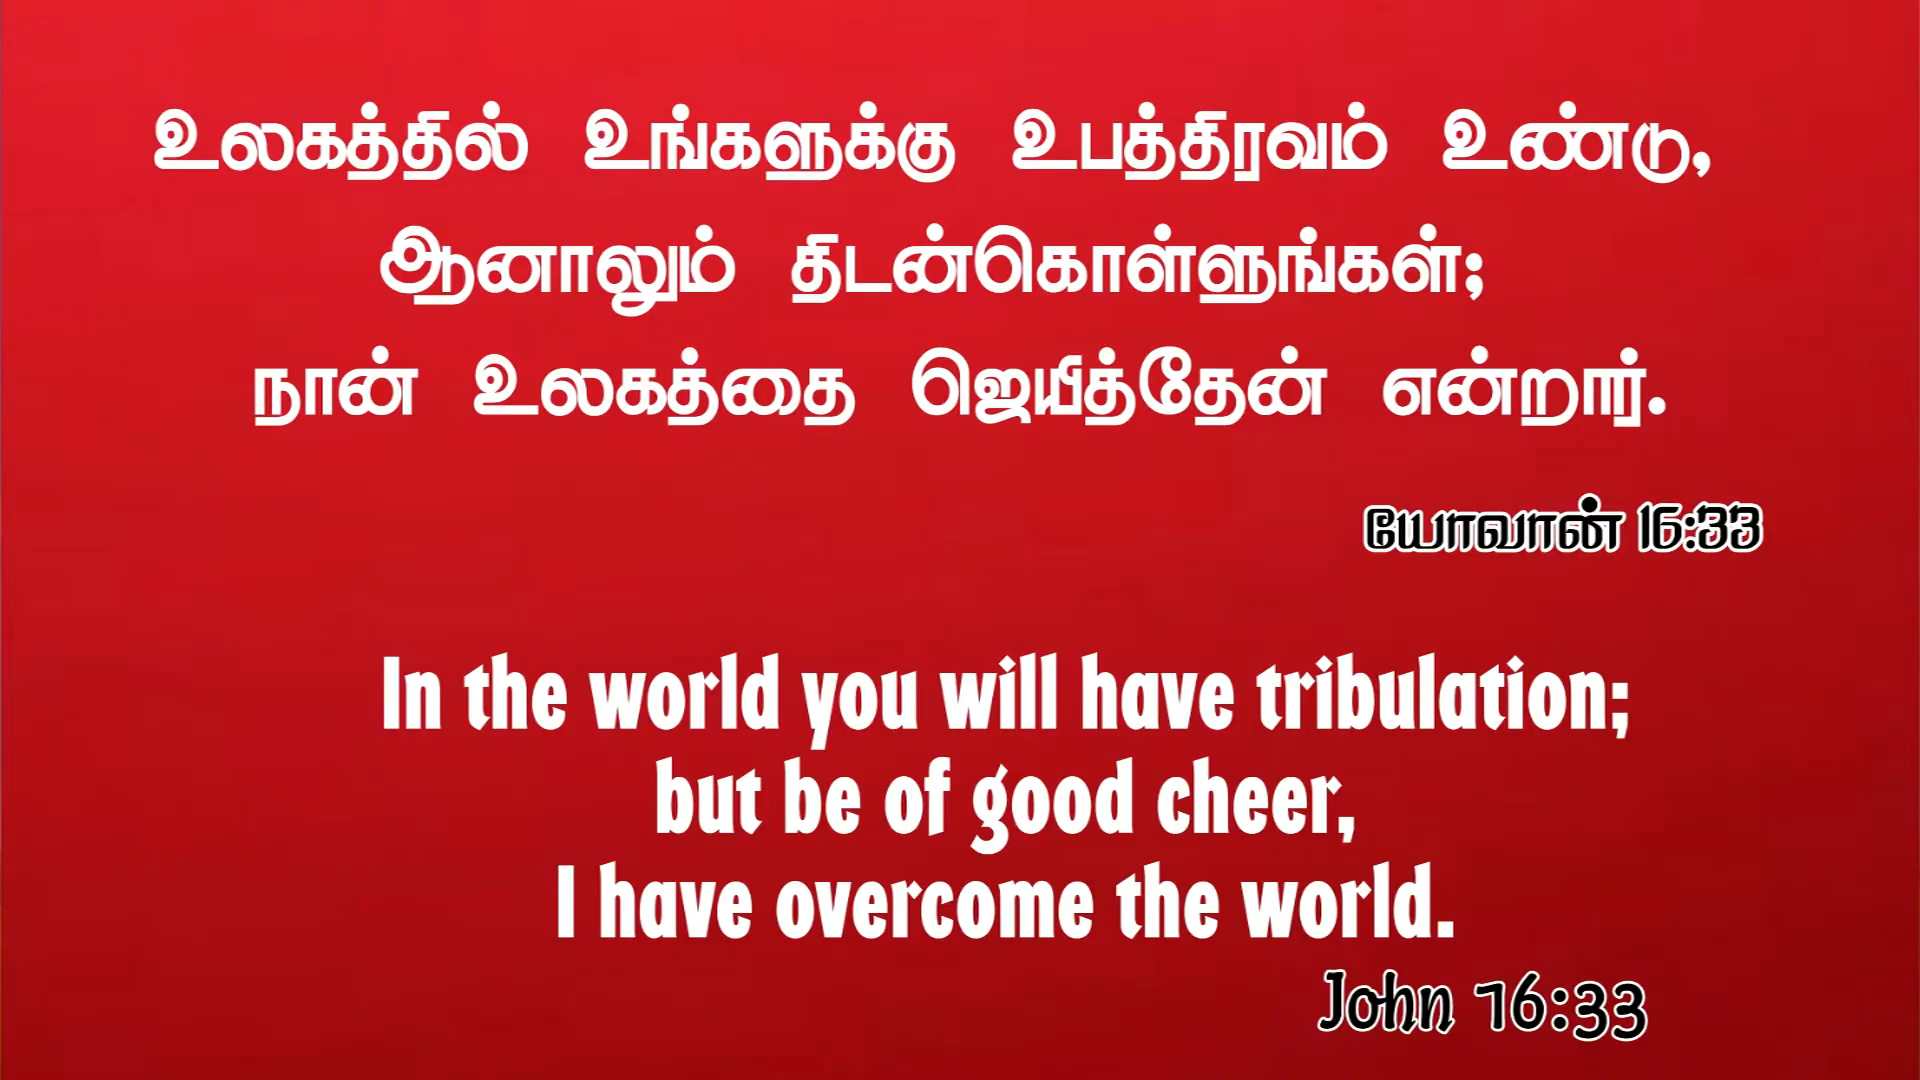 உலகத்தில் உங்களுக்கு உபத்திரவம் உண்டு,
ஆனாலும் திடன்கொள்ளுங்கள்;
நான் உலகத்தை ஜெயித்தேன் என்றார்.
யோவான் 16:33
In the world you will have tribulation;
but be of good cheer,
I have overcome the world.
John 16:33